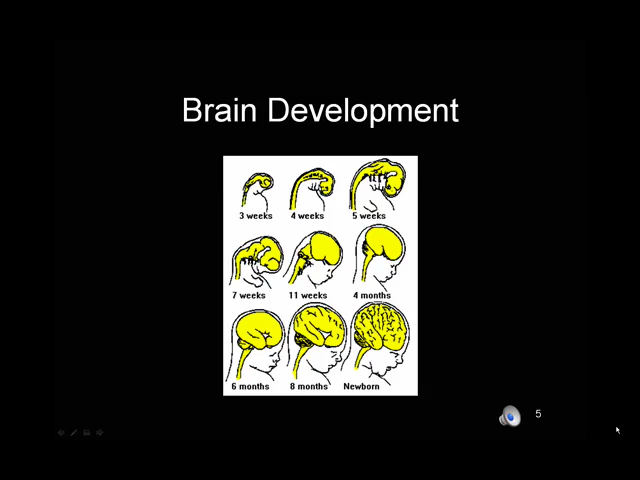 Brain Development
3 weeks 4 weeks 5 weeks
7 weeks 11 weeks 4 months
6 months 8 months Newborn
5